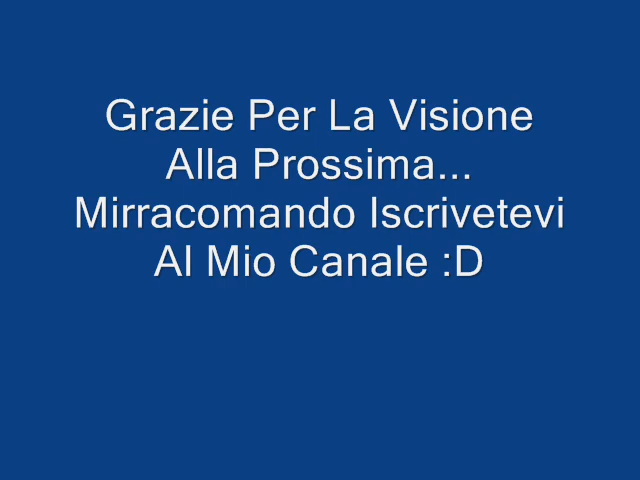 Grazie Per La Visione
Alla Prossima...
Mirracomando Iscrivetevi
Al Mio Canale :D